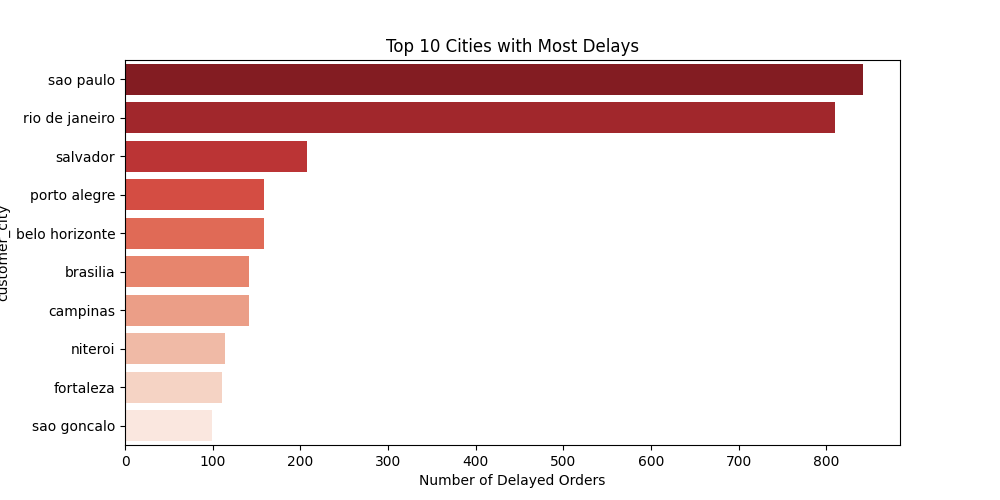 Top 10 Cities with Most Delays
customer_city
sao paulo
rio de janeiro
salvador
porto alegre
belo horizonte
brasilia
campinas
niteroi
fortaleza
sao goncalo
0 100 200 300 400 500 600 700 800
Number of Delayed Orders